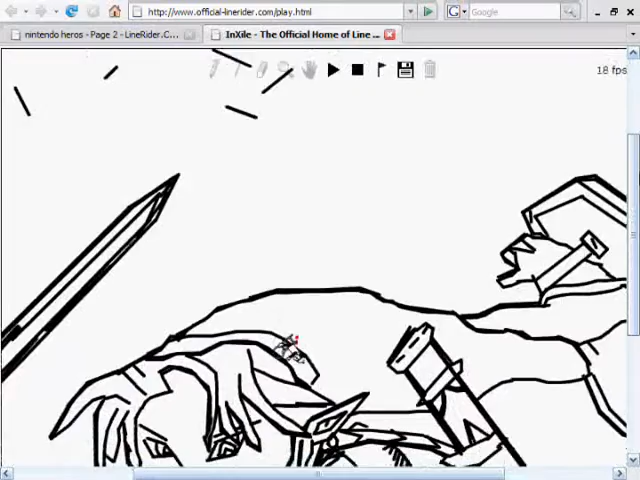 http://www.official-linerider.com/play.html
Google
nintendo heros - Page 2 - LineRider.C...
InXile - The Official Home of Line ...
18 fps